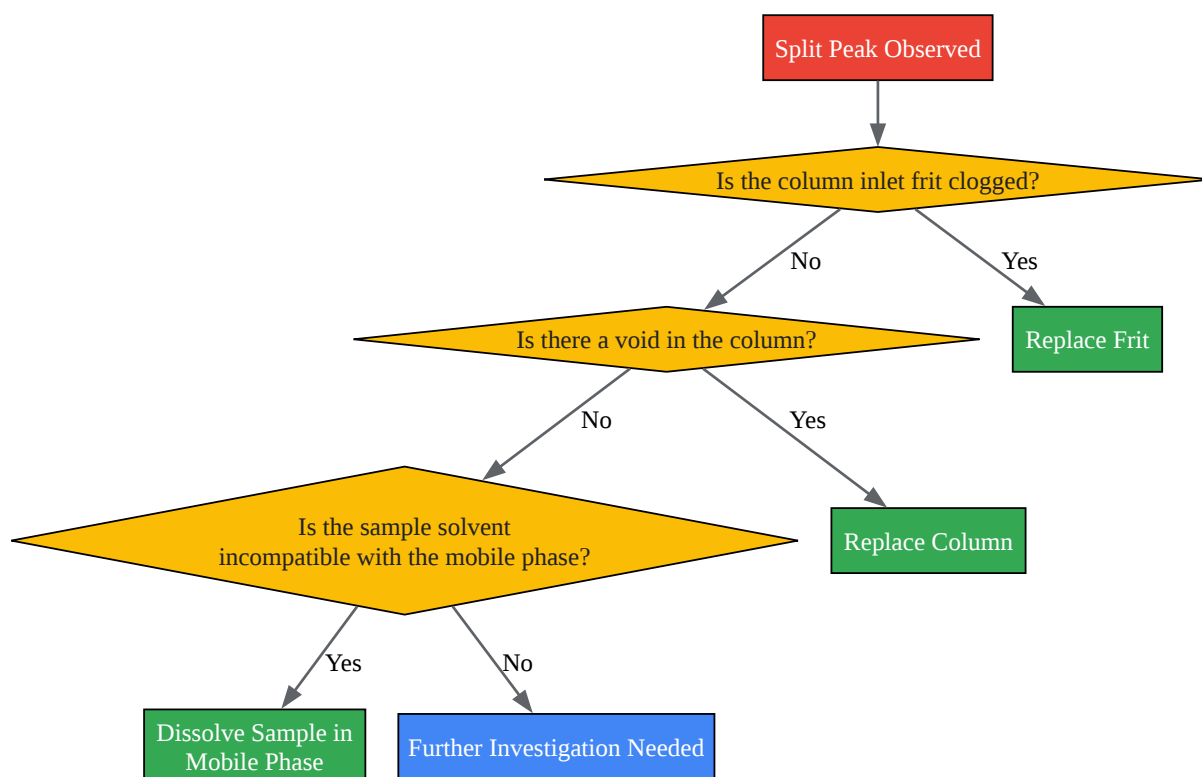 Split Peak Observed
Is the column inlet frit clogged?
No
Yes
Is there a void in the column?
Replace Frit
No
Yes
Is the sample solvent
incompatible with the mobile phase?
Replace Column
Yes
No
Dissolve Sample in
Mobile Phase
Further Investigation Needed